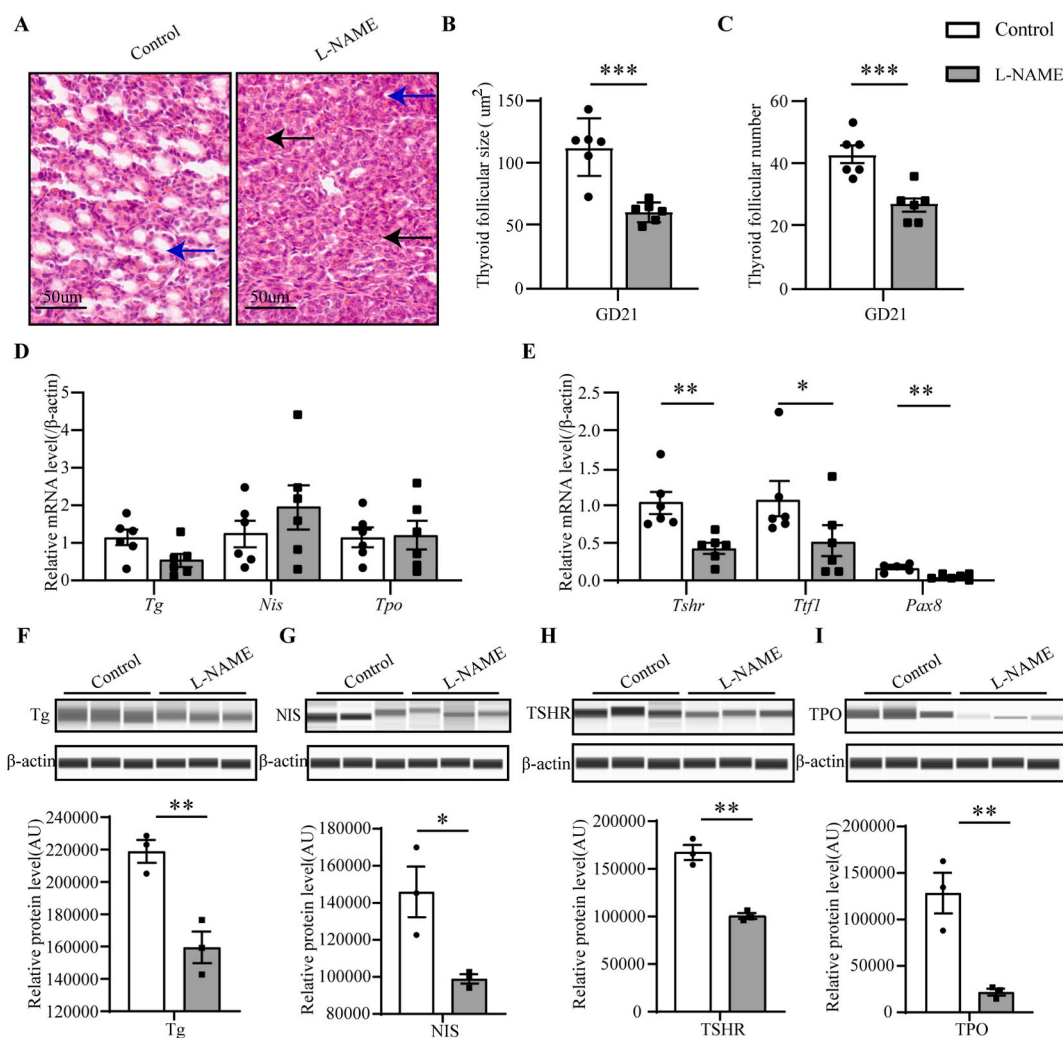 A
Control
L-NAME
50um
50um
B
***
Thyroid follicular size ( um²)
150
100
50
0
GD21
C
***
Thyroid follicular number
60
40
20
0
GD21
Control
L-NAME
D
Relative mRNA level(/β-actin)
5
4
3
2
1
0
Tg
Nis
Tpo
E
Relative mRNA level(/β-actin)
2.5
2.0
1.5
1.0
0.5
0.0
**
*
**
Tshr
Ttf1
Pax8
F
Control
L-NAME
Tg
β-actin
Relative protein level(AU)
240000
220000
200000
180000
160000
140000
120000
**
Tg
G
Control
L-NAME
NIS
β-actin
Relative protein level(AU)
180000
160000
140000
120000
100000
80000
*
NIS
H
Control
L-NAME
TSHR
β-actin
Relative protein level(AU)
200000
150000
100000
50000
0
**
TSHR
I
Control
L-NAME
TPO
β-actin
Relative protein level(AU)
200000
150000
100000
50000
0
**
TPO